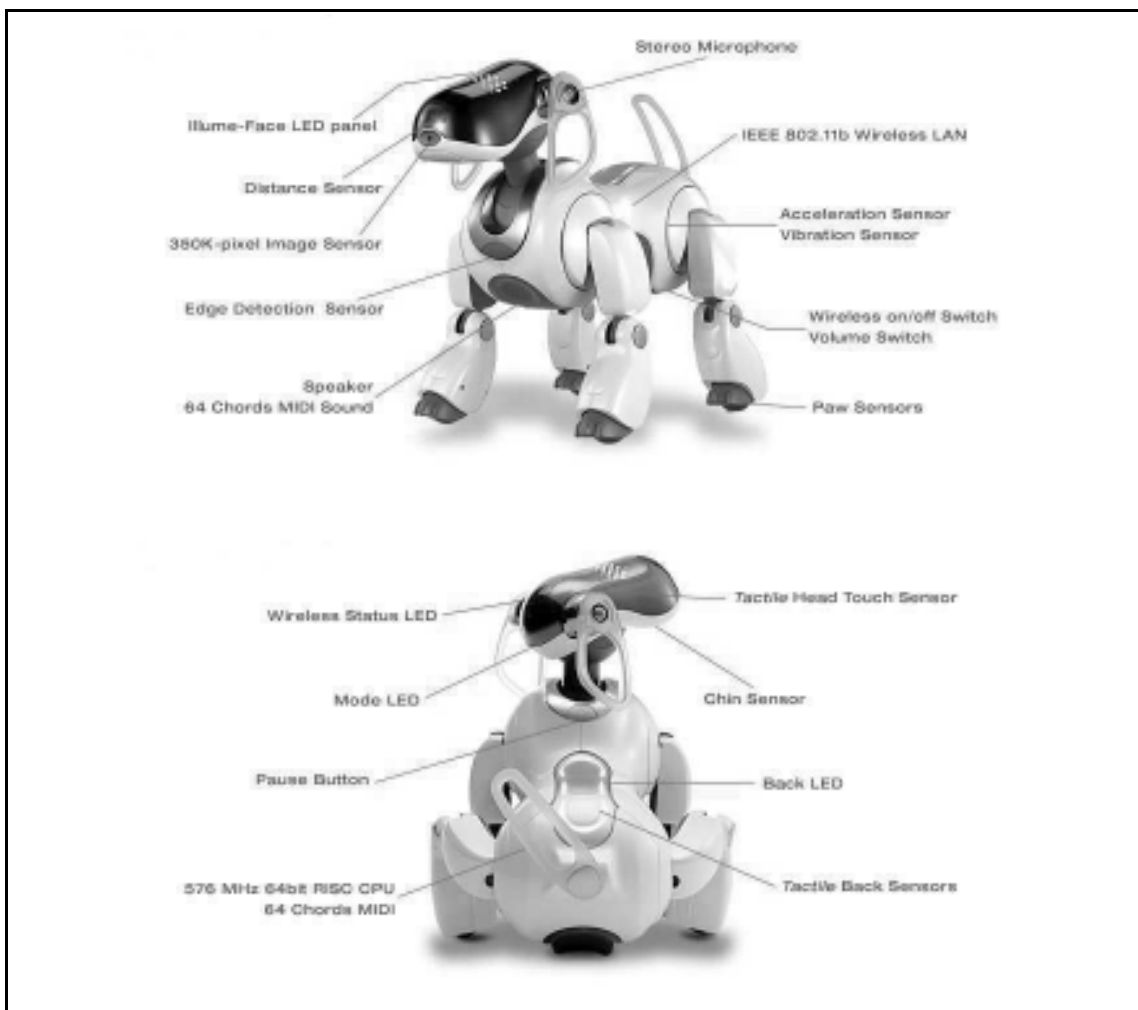 Stereo Microphone
Illume-Face LED panel
IEEE 802.11b Wireless LAN
Distance Sensor
Acceleration Sensor
Vibration Sensor
350K-pixel Image Sensor
Edge Detection Sensor
Wireless on/off Switch
Volume Switch
Speaker
64 Chords MIDI Sound
Paw Sensors
Tactile Head Touch Sensor
Wireless Status LED
Mode LED
Chin Sensor
Pause Button
Back LED
576 MHz 64bit RISC CPU
64 Chords MIDI
Tactile Back Sensors